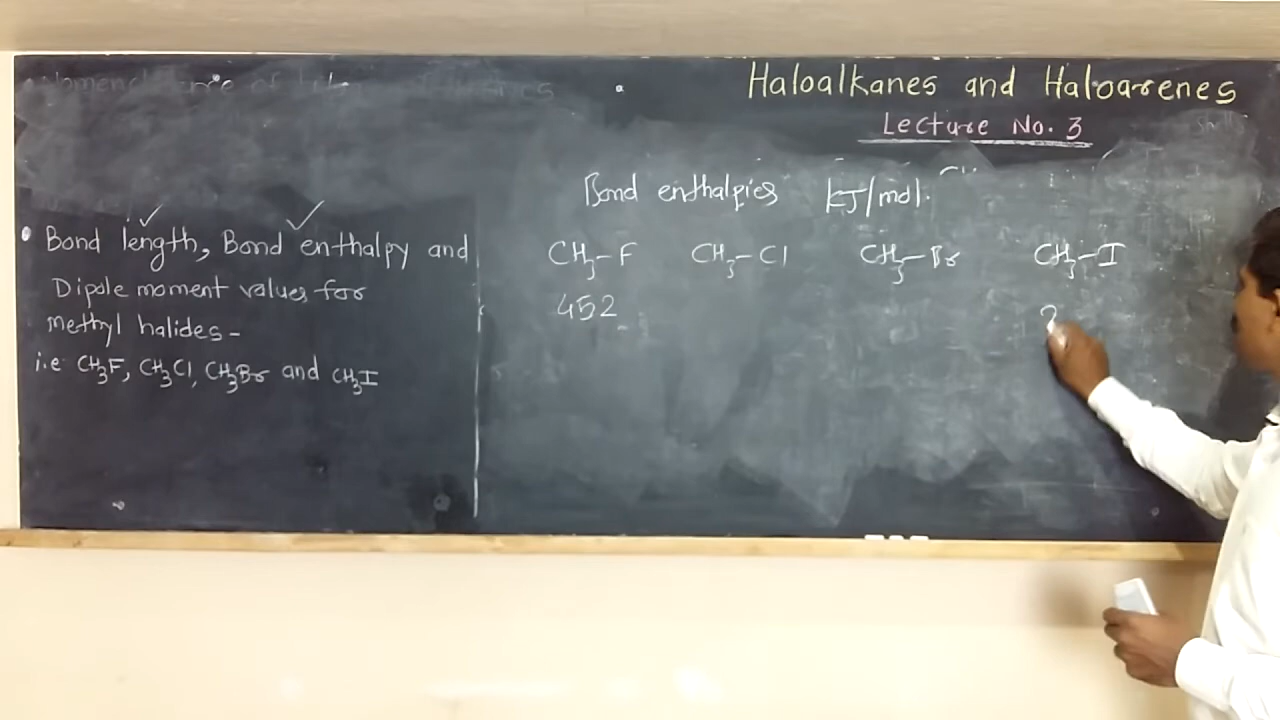 Haloalkanes and Haloarenes
Lecture No. 3
• Bond length, Bond enthalpy and
Dipole moment values for
methyl halides -
i.e CH3F, CH3Cl, CH3Br and CH3I
Bond enthalpies kJ/mol.
CH3-F CH3-Cl CH3-Br CH3-I
452